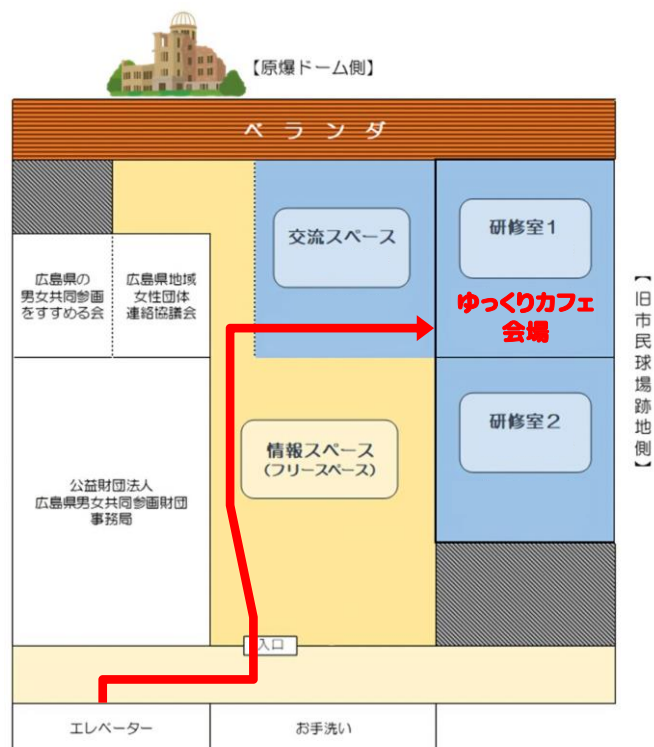 【原爆ドーム側】
ベランダ
交流スペース
研修室1
広島県の
男女共同参画
をすすめる会
広島県地域
女性団体
連絡協議会
ゆっくりカフェ
会場
【旧市民球場跡地側】
研修室2
情報スペース
(フリースペース)
公益財団法人
広島県男女共同参画財団
事務局
入口
エレベーター
お手洗い